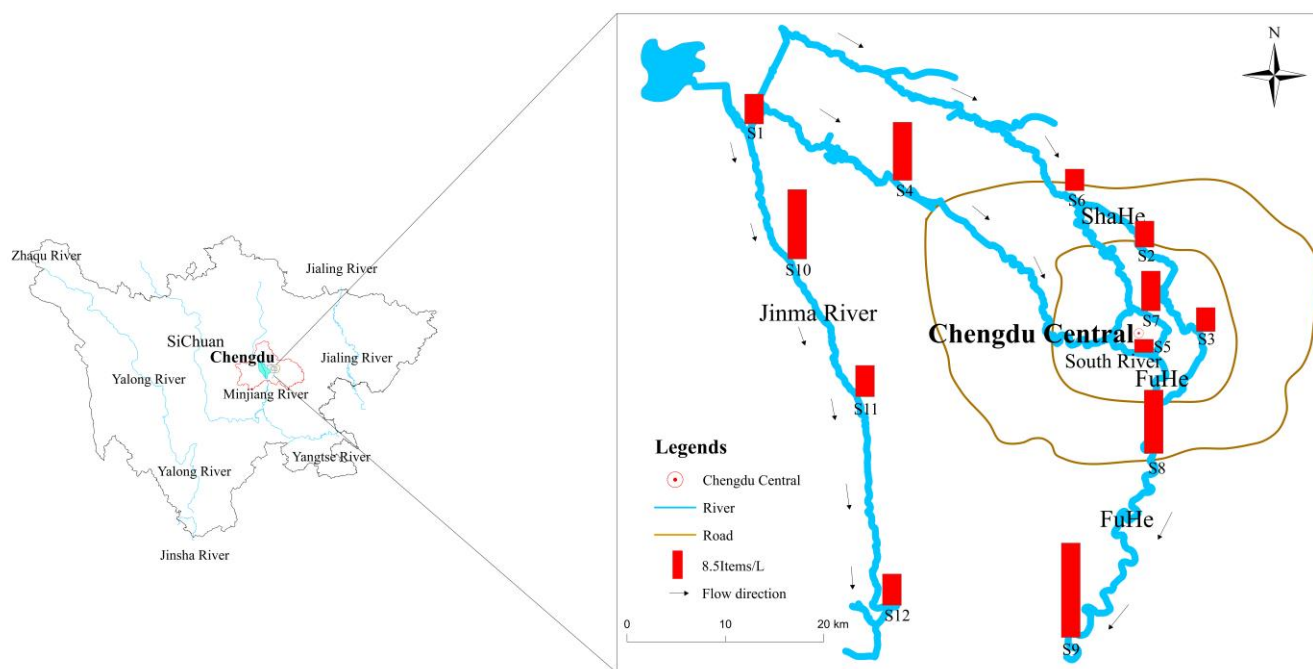 Zhaqu River
Jialing River
SiChuan
Chengdu
Jialing River
Yalong River
Minjiang River
Yalong River
Yangtse River
Jinsha River
N
S1
S4
S6
ShaHe
S2
S10
Jinma River
S7
S3
Chengdu Central
S5
South River
FuHe
S11
S8
FuHe
S12
S9
Legends
Chengdu Central
River
Road
8.5Items/L
Flow direction
0 10 20 km